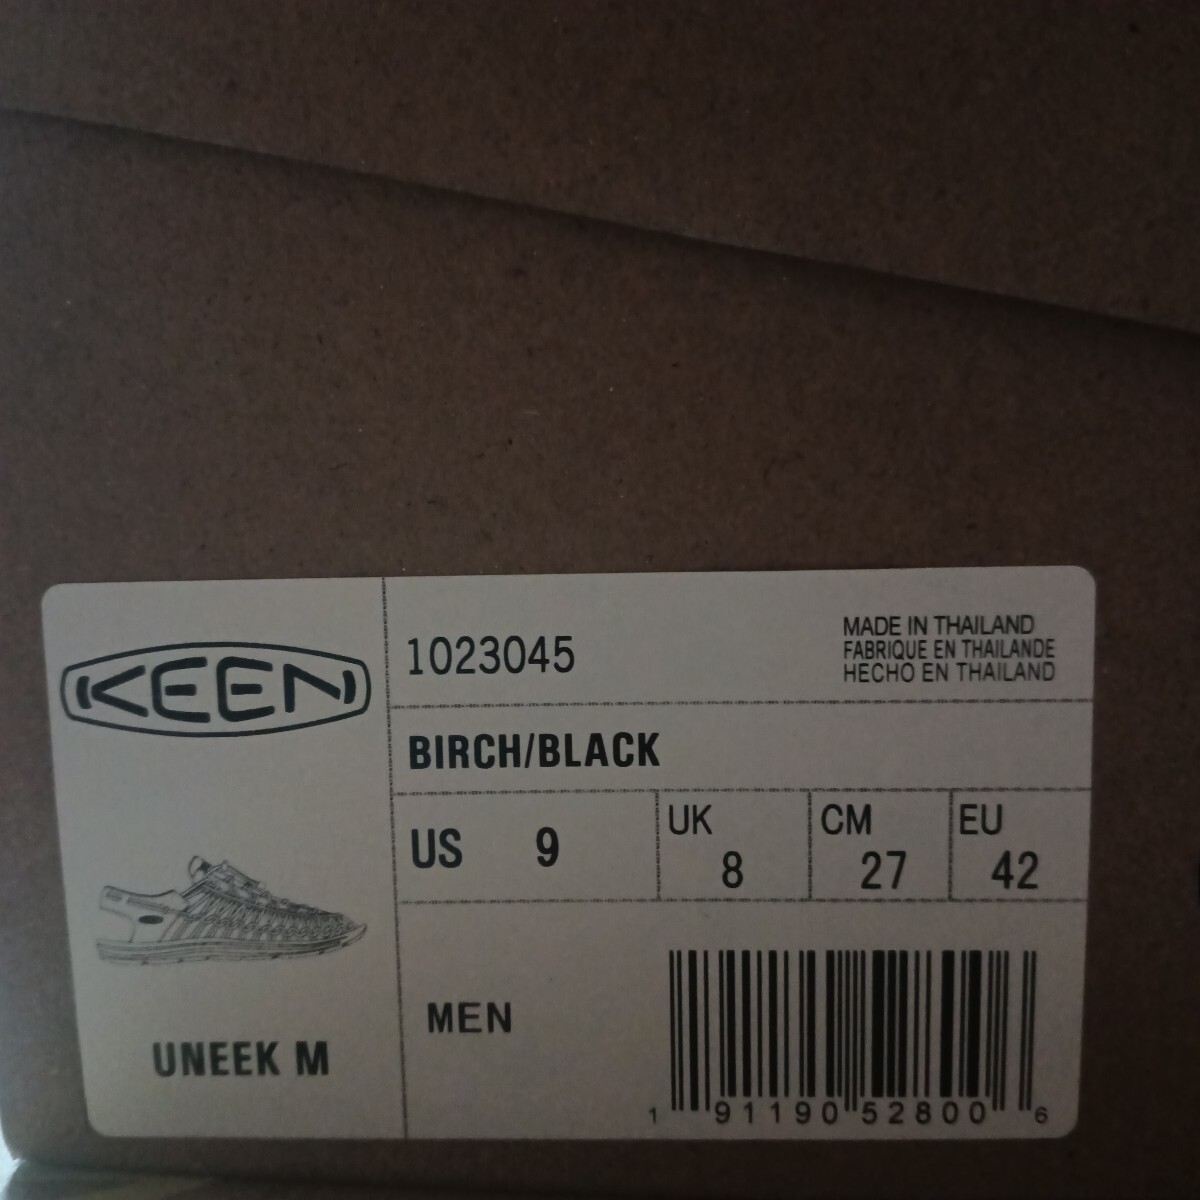 KEEN
UNEEK M
1023045
MADE IN THAILAND
FABRIQUE EN THAILANDE
HECHO EN THAILAND
BIRCH/BLACK
US 9
UK 8
CM 27
EU 42
MEN
1 91190 52800 6